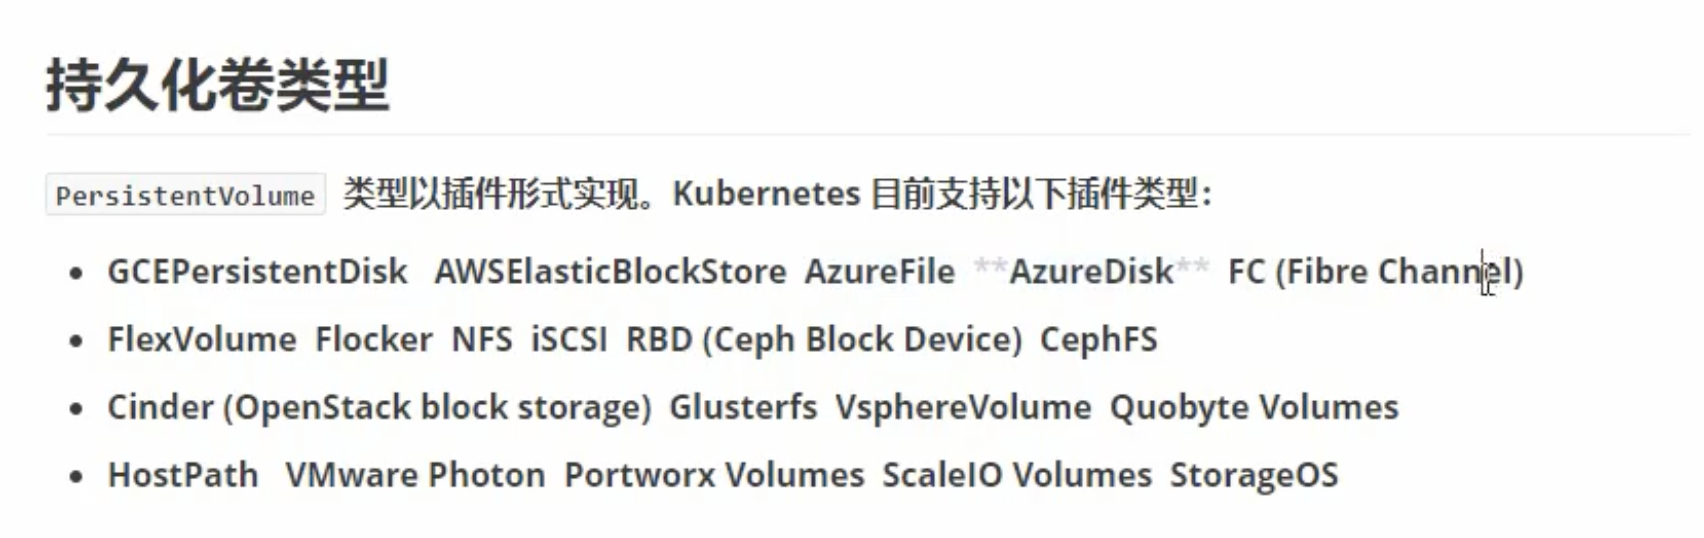 持久化卷类型
PersistentVolume 类型以插件形式实现。Kubernetes 目前支持以下插件类型：
• GCEPersistentDisk AWSElasticBlockStore AzureFile **AzureDisk** FC (Fibre Channel)
• FlexVolume Flocker NFS iSCSI RBD (Ceph Block Device) CephFS
• Cinder (OpenStack block storage) Glusterfs VsphereVolume Quobyte Volumes
• HostPath VMware Photon Portworx Volumes ScaleIO Volumes StorageOS